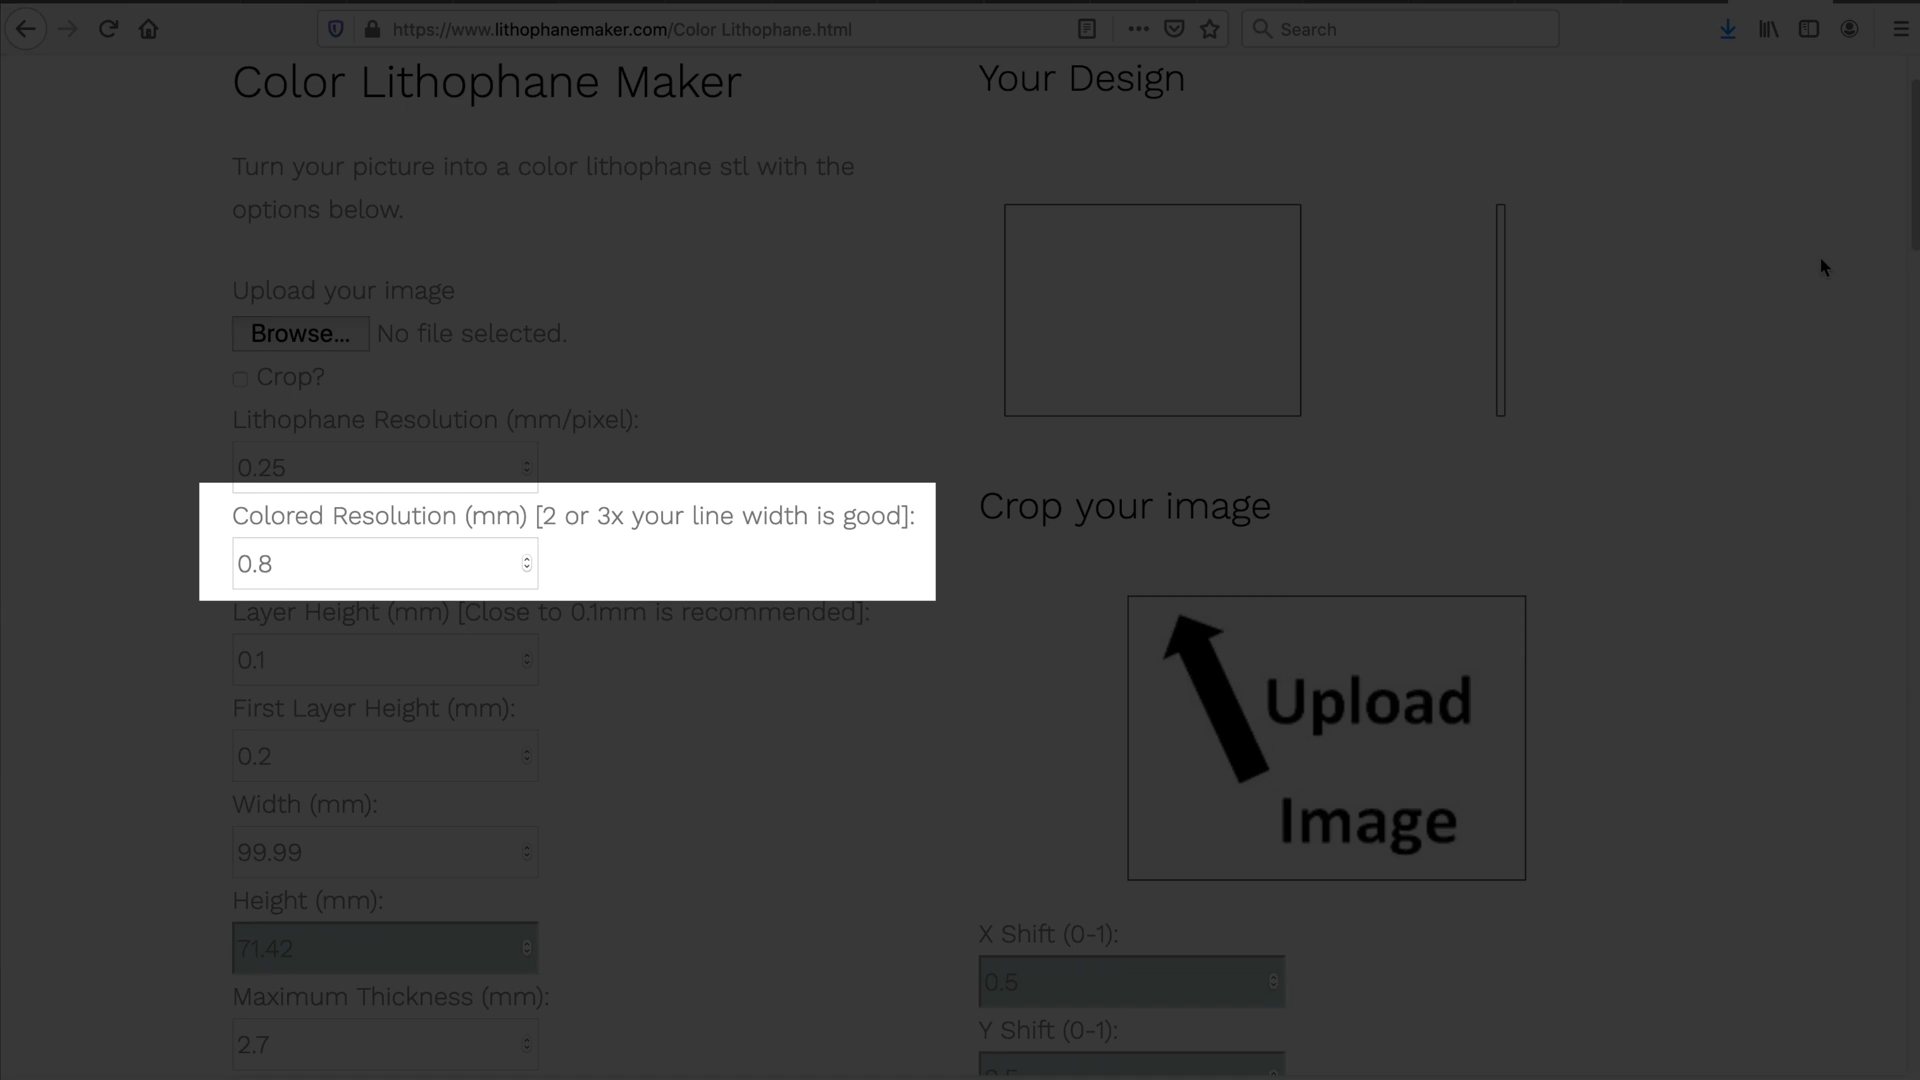 https://www.lithophanemaker.com/Color Lithophane.html
Search
Color Lithophane Maker
Turn your picture into a color lithophane stl with the
options below.
Upload your image
Browse... No file selected.
Crop?
Lithophane Resolution (mm/pixel):
0.25
Colored Resolution (mm) [2 or 3x your line width is good]:
0.8
Layer Height (mm) [Close to 0.1mm is recommended]:
0.1
First Layer Height (mm):
0.2
Width (mm):
99.99
Height (mm):
71.42
Maximum Thickness (mm):
2.7
Your Design
Crop your image
Upload
Image
X Shift (0-1):
0.5
Y Shift (0-1):